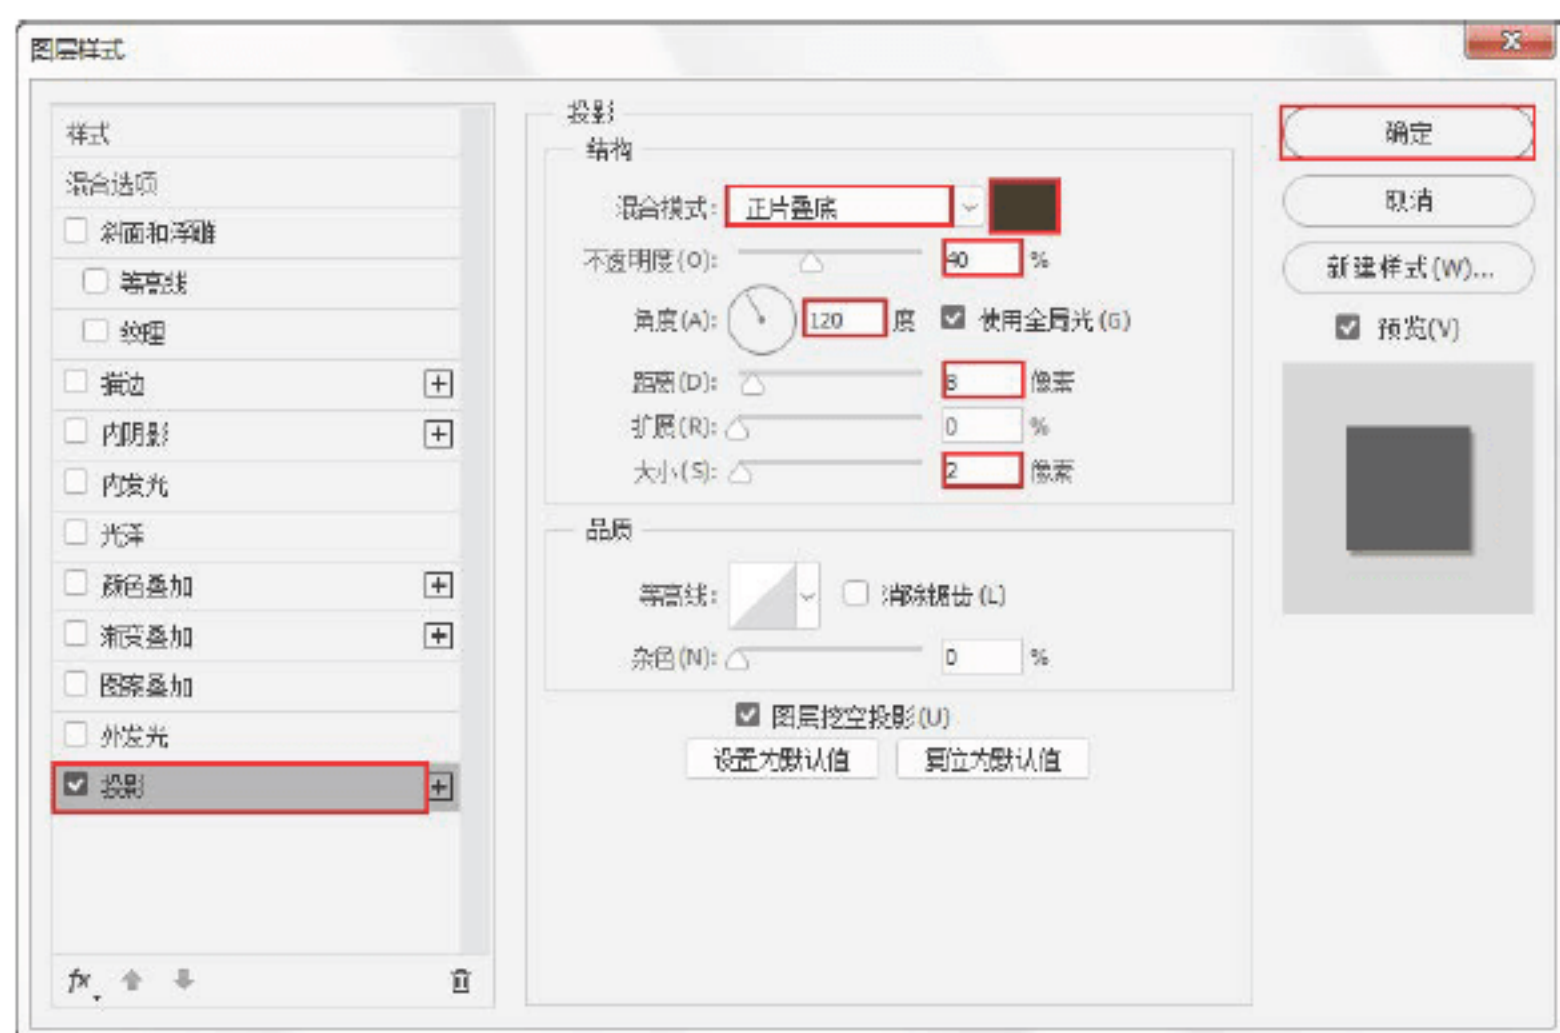 图层样式
样式
混合选项
斜面和浮雕
等高线
纹理
描边
内阴影
内发光
光泽
颜色叠加
渐变叠加
图案叠加
外发光
投影
fx
投影
结构
混合模式: 正片叠底
不透明度(O): 40 %
角度(A): 120 度 使用全局光(G)
距离(D): 8 像素
扩展(R): 0 %
大小(S): 2 像素
品质
等高线: 消除锯齿(L)
杂色(N): 0 %
图层挖空投影(U)
设置为默认值 复位为默认值
确定
取消
新建样式(W)...
预览(V)